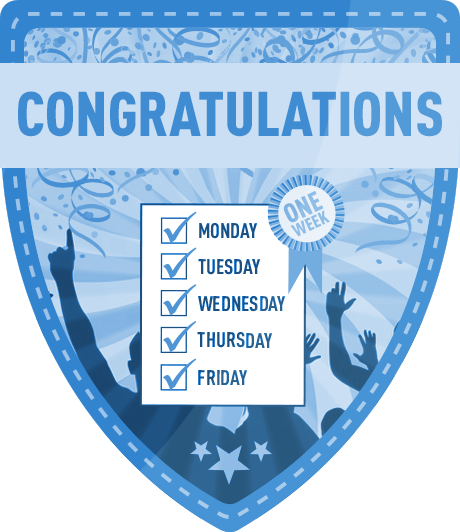 CONGRATULATIONS
ONE
WEEK
MONDAY
TUESDAY
WEDNESDAY
THURSDAY
FRIDAY